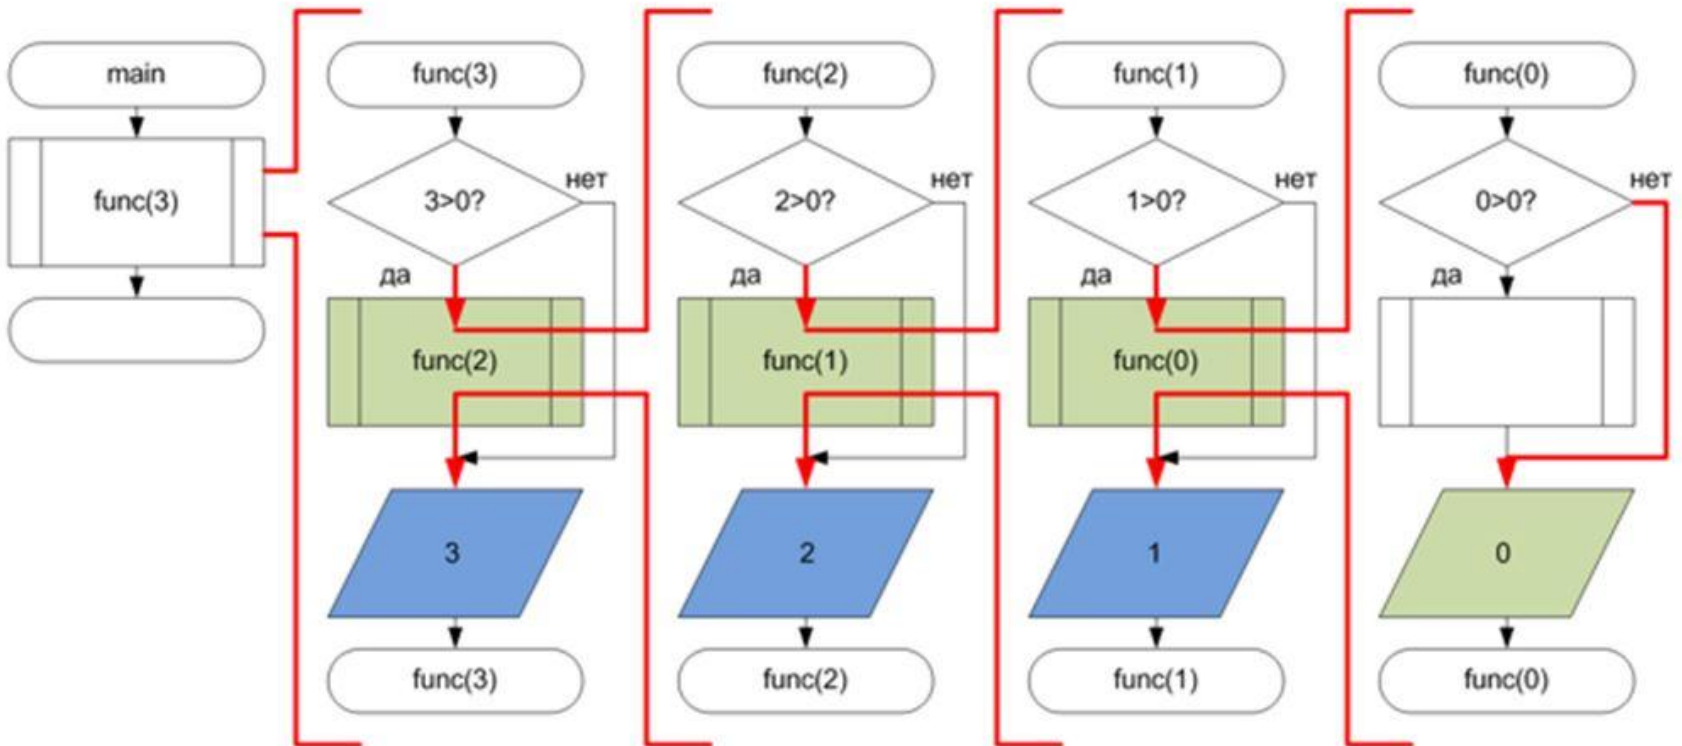 main
func(3)
func(3)
3>0?
нет
да
func(2)
3
func(3)
func(2)
2>0?
нет
да
func(1)
2
func(2)
func(1)
1>0?
нет
да
func(0)
1
func(1)
func(0)
0>0?
нет
да
0
func(0)